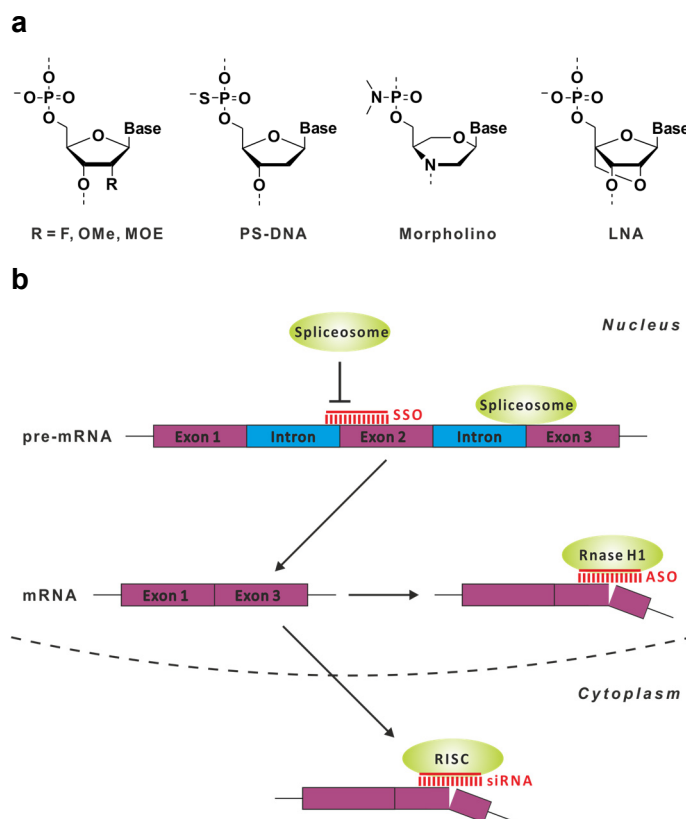 a
O
⁻O P O
O
O Base
O R
R = F, OMe, MOE
O
⁻S P O
O
O Base
O
PS-DNA
N P O
O
O Base
N
Morpholino
O
⁻O P O
O
O Base
O O
LNA
b
Nucleus
Spliceosome
SSO
Spliceosome
pre-mRNA
Exon 1 Intron Exon 2 Intron Exon 3
Rnase H1
ASO
mRNA
Exon 1 Exon 3
Cytoplasm
RISC
siRNA